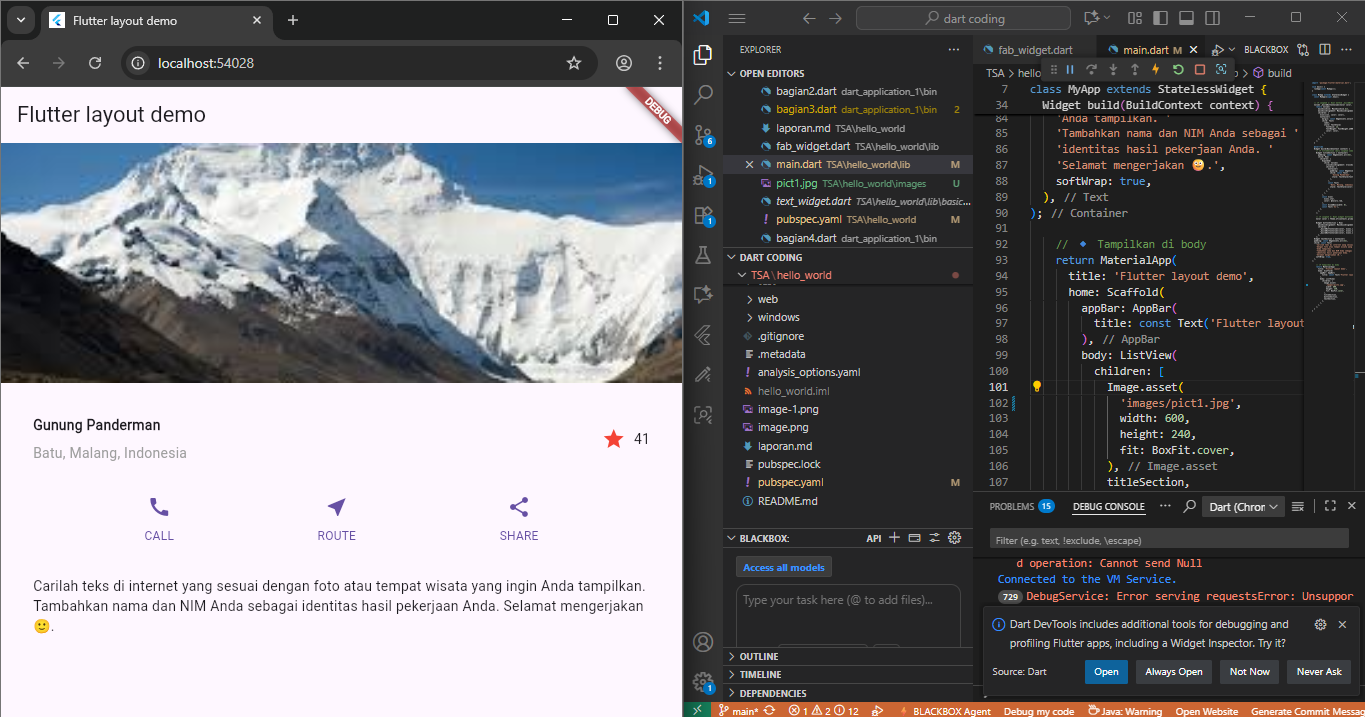 Flutter layout demo
localhost:54028
Flutter layout demo
DEBUG
Gunung Panderman
Batu, Malang, Indonesia
41
CALL
ROUTE
SHARE
Carilah teks di internet yang sesuai dengan foto atau tempat wisata yang ingin Anda tampilkan.
Tambahkan nama dan NIM Anda sebagai identitas hasil pekerjaan Anda. Selamat mengerjakan
🙂.
dart coding
EXPLORER
OPEN EDITORS
bagian2.dart dart_application_1\bin
bagian3.dart dart_application_1\bin 2
laporan.md TSA\hello_world
fab_widget.dart TSA\hello_world\lib
main.dart TSA\hello_world\lib M
pict1.jpg TSA\hello_world\images U
text_widget.dart TSA\hello_world\lib\basic...
pubspec.yaml TSA\hello_world M
bagian4.dart dart_application_1\bin
DART CODING
TSA\hello_world
web
windows
.gitignore
.metadata
analysis_options.yaml
hello_world.iml
image-1.png
image.png
laporan.md
pubspec.lock
pubspec.yaml M
README.md
BLACKBOX: API
Access all models
Type your task here (@ to add files)...
OUTLINE
TIMELINE
DEPENDENCIES
6
1
1
1
fab_widget.dart
main.dart M
BLACKBOX
TSA > hello
build
7 class MyApp extends StatelessWidget {
34 Widget build(BuildContext context) {
84 'Anda tampilkan. '
85 'Tambahkan nama dan NIM Anda sebagai '
86 'identitas hasil pekerjaan Anda. '
87 'Selamat mengerjakan 🙂.',
88 softWrap: true,
89 ), // Text
90 ); // Container
91
92 // 🔹 Tampilkan di body
93 return MaterialApp(
94 title: 'Flutter layout demo',
95 home: Scaffold(
96 appBar: AppBar(
97 title: const Text('Flutter layout
98 ), // AppBar
99 body: ListView(
100 children: [
101 Image.asset(
102 'images/pict1.jpg',
103 width: 600,
104 height: 240,
105 fit: BoxFit.cover,
106 ), // Image.asset
107 titleSection,
PROBLEMS 15
DEBUG CONSOLE
Dart (Chron
Filter (e.g. text, !exclude, \escape)
d operation: Cannot send Null
Connected to the VM Service.
729 DebugService: Error serving requestsError: Unsuppor
Dart DevTools includes additional tools for debugging and
profiling Flutter apps, including a Widget Inspector. Try it?
Source: Dart
Open
Always Open
Not Now
Never Ask
main* 1 2 12 BLACKBOX Agent Debug my code Java: Warning Open Website Generate Commit Messag